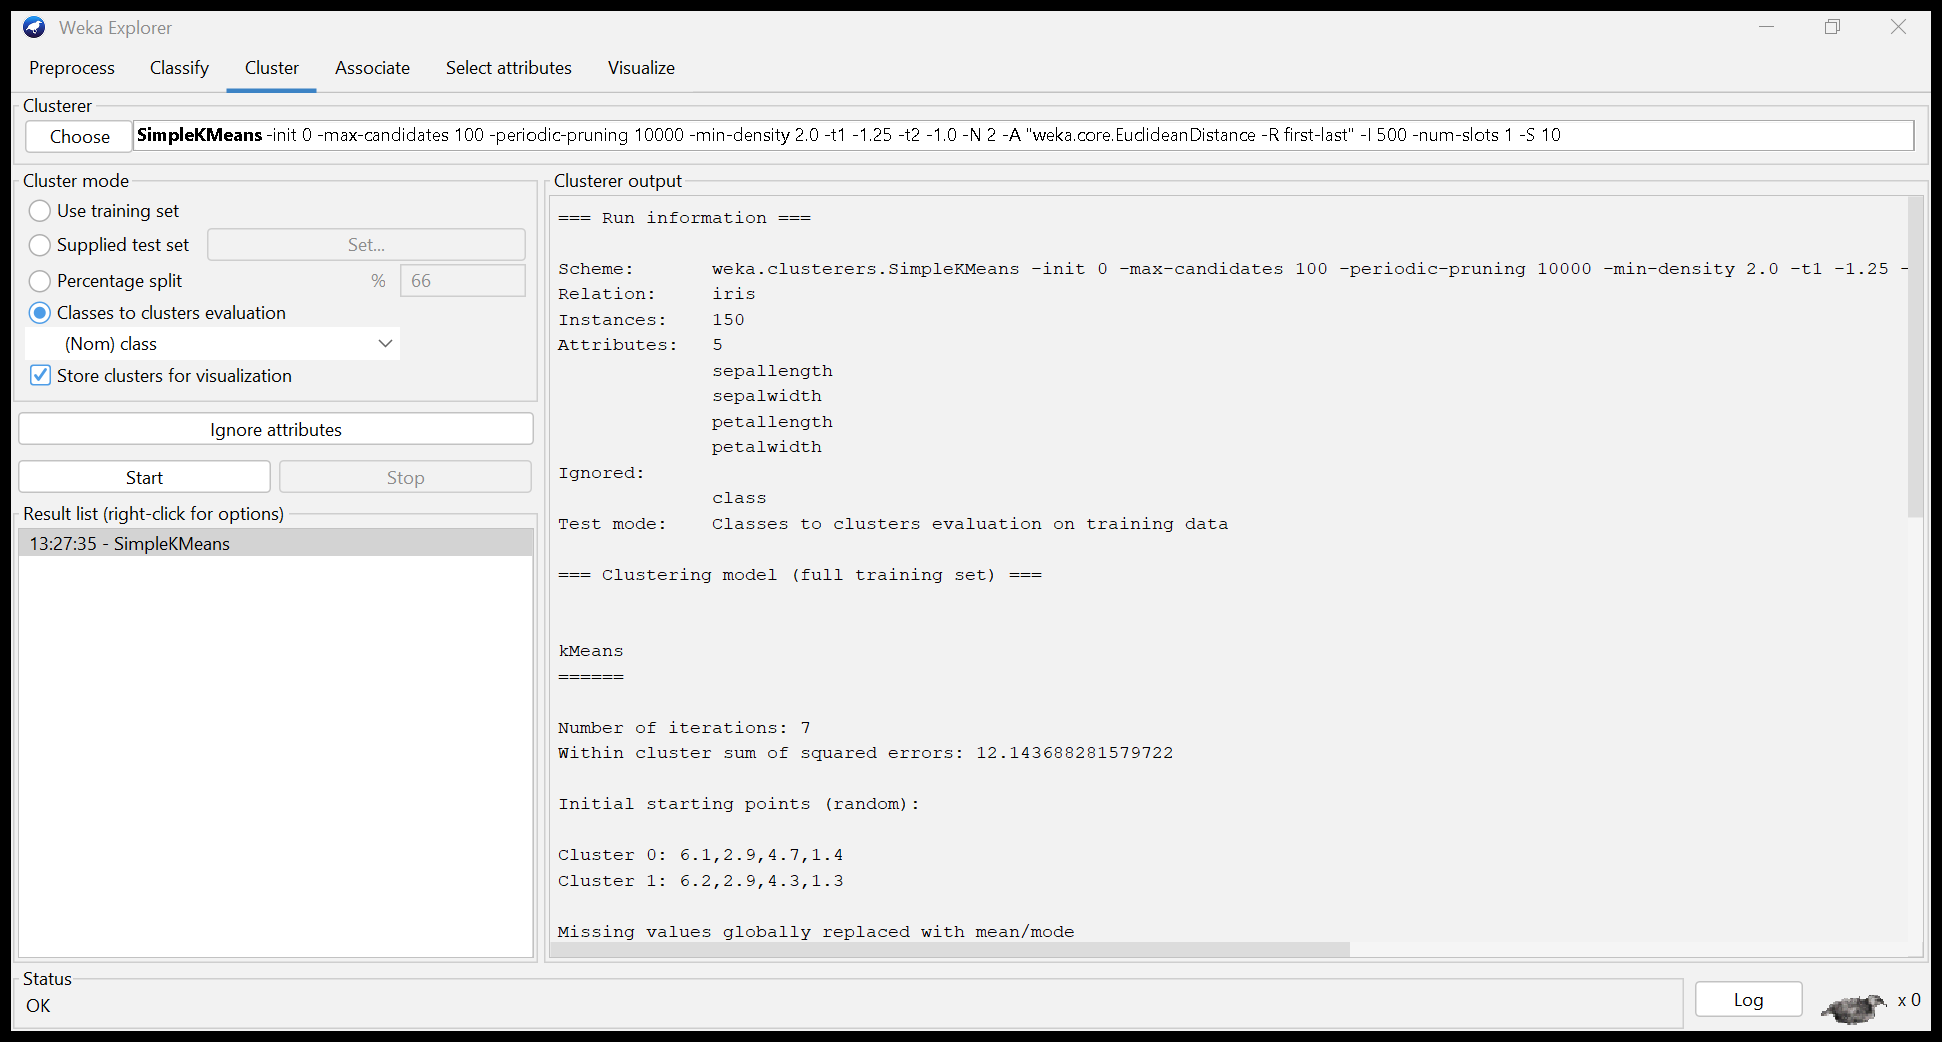 Weka Explorer
Preprocess Classify Cluster Associate Select attributes Visualize
Clusterer
Choose SimpleKMeans -init 0 -max-candidates 100 -periodic-pruning 10000 -min-density 2.0 -t1 -1.25 -t2 -1.0 -N 2 -A "weka.core.EuclideanDistance -R first-last" -I 500 -num-slots 1 -S 10
Cluster mode
Use training set
Supplied test set Set...
Percentage split % 66
Classes to clusters evaluation
(Nom) class
Store clusters for visualization
Ignore attributes
Start Stop
Result list (right-click for options)
13:27:35 - SimpleKMeans
Clusterer output
=== Run information ===
Scheme: weka.clusterers.SimpleKMeans -init 0 -max-candidates 100 -periodic-pruning 10000 -min-density 2.0 -t1 -1.25 -
Relation: iris
Instances: 150
Attributes: 5
sepallength
sepalwidth
petallength
petalwidth
Ignored:
class
Test mode: Classes to clusters evaluation on training data
=== Clustering model (full training set) ===
kMeans
======
Number of iterations: 7
Within cluster sum of squared errors: 12.143688281579722
Initial starting points (random):
Cluster 0: 6.1,2.9,4.7,1.4
Cluster 1: 6.2,2.9,4.3,1.3
Missing values globally replaced with mean/mode
Status
OK
Log x 0